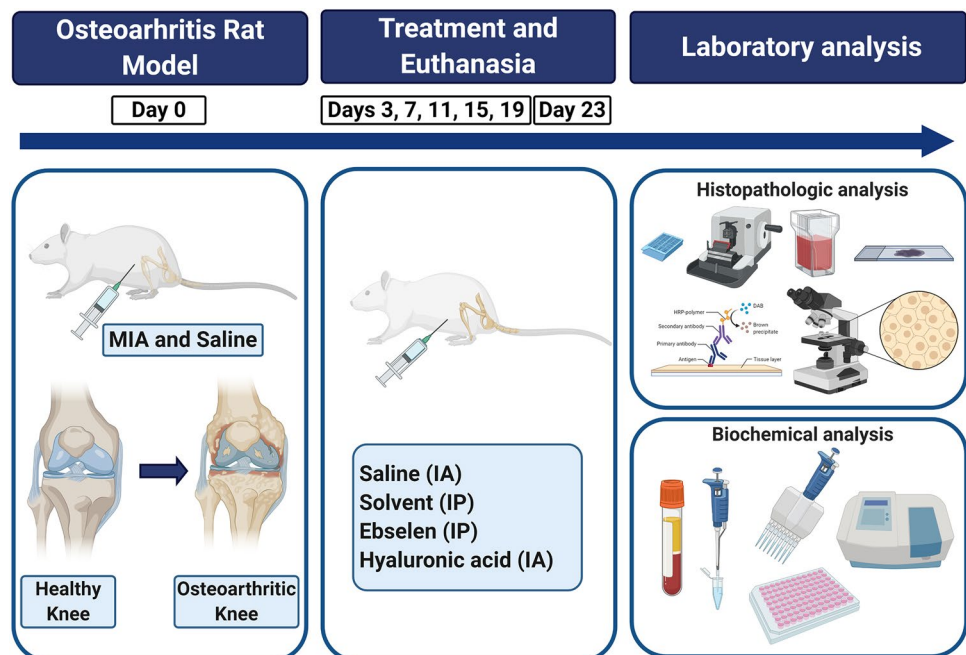 Osteoarhritis Rat
Model
Treatment and
Euthanasia
Laboratory analysis
Day 0
Days 3, 7, 11, 15, 19
Day 23
MIA and Saline
Healthy
Knee
Osteoarthritic
Knee
Saline (IA)
Solvent (IP)
Ebselen (IP)
Hyaluronic acid (IA)
Histopathologic analysis
HRP-polymer
DAB
Secondary antibody
Brown
precipitate
Primary antibody
Antigen
Tissue layer
Biochemical analysis